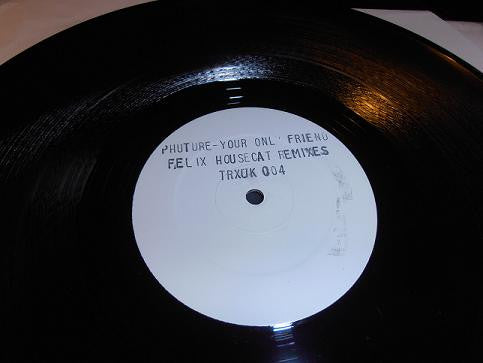 PHUTURE-YOUR ONL' FRIEND
FELIX HOUSECAT REMIXES
TRXUK 004